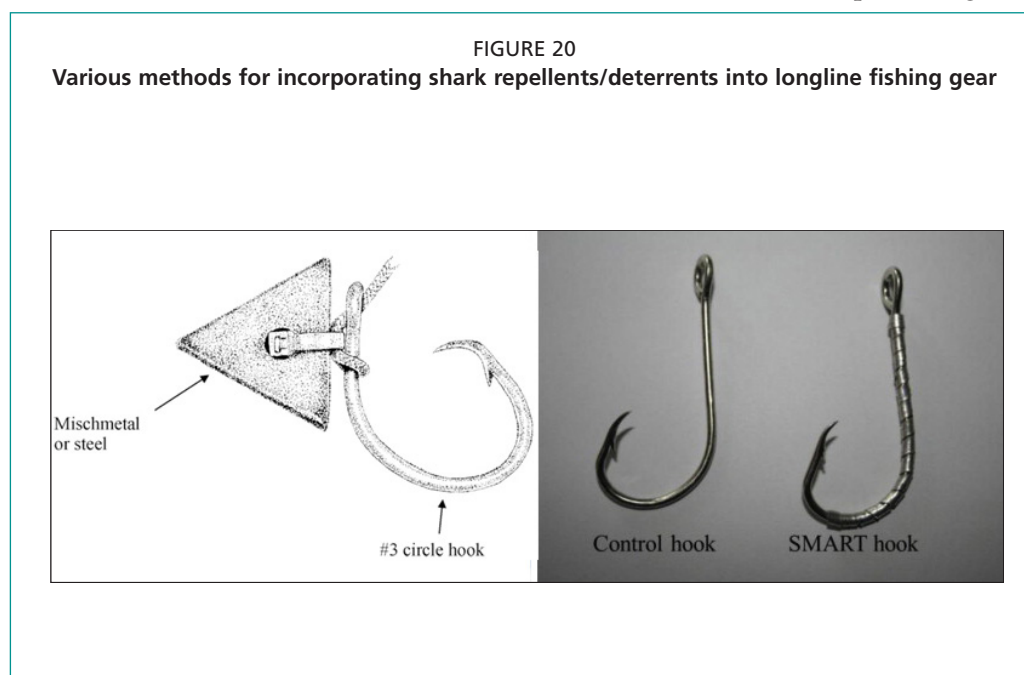 FIGURE 20
Various methods for incorporating shark repellents/deterrents into longline fishing gear
Mischmetal
or steel
#3 circle hook
Control hook
SMART hook